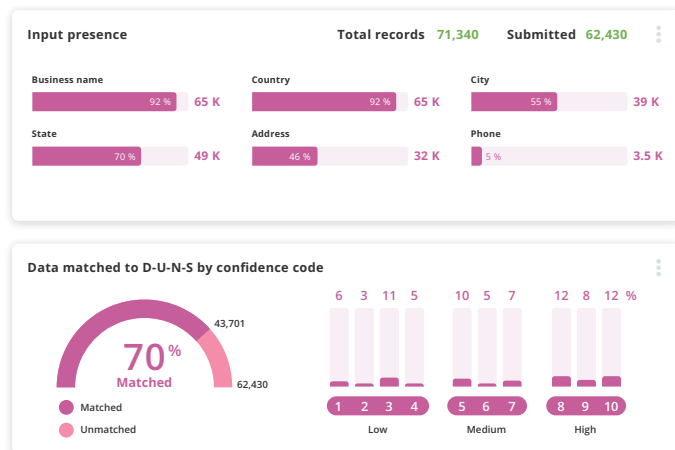 Input presence
Total records 71,340 Submitted 62,430
Business name Country City
92 % 65 K 92 % 65 K 55 % 39 K
State Address Phone
70 % 49 K 46 % 32 K 5 % 3.5 K
Data matched to D-U-N-S by confidence code
43,701
70%
Matched
62,430
Matched
Unmatched
6 3 11 5 10 5 7 12 8 12 %
1 2 3 4 5 6 7 8 9 10
Low Medium High